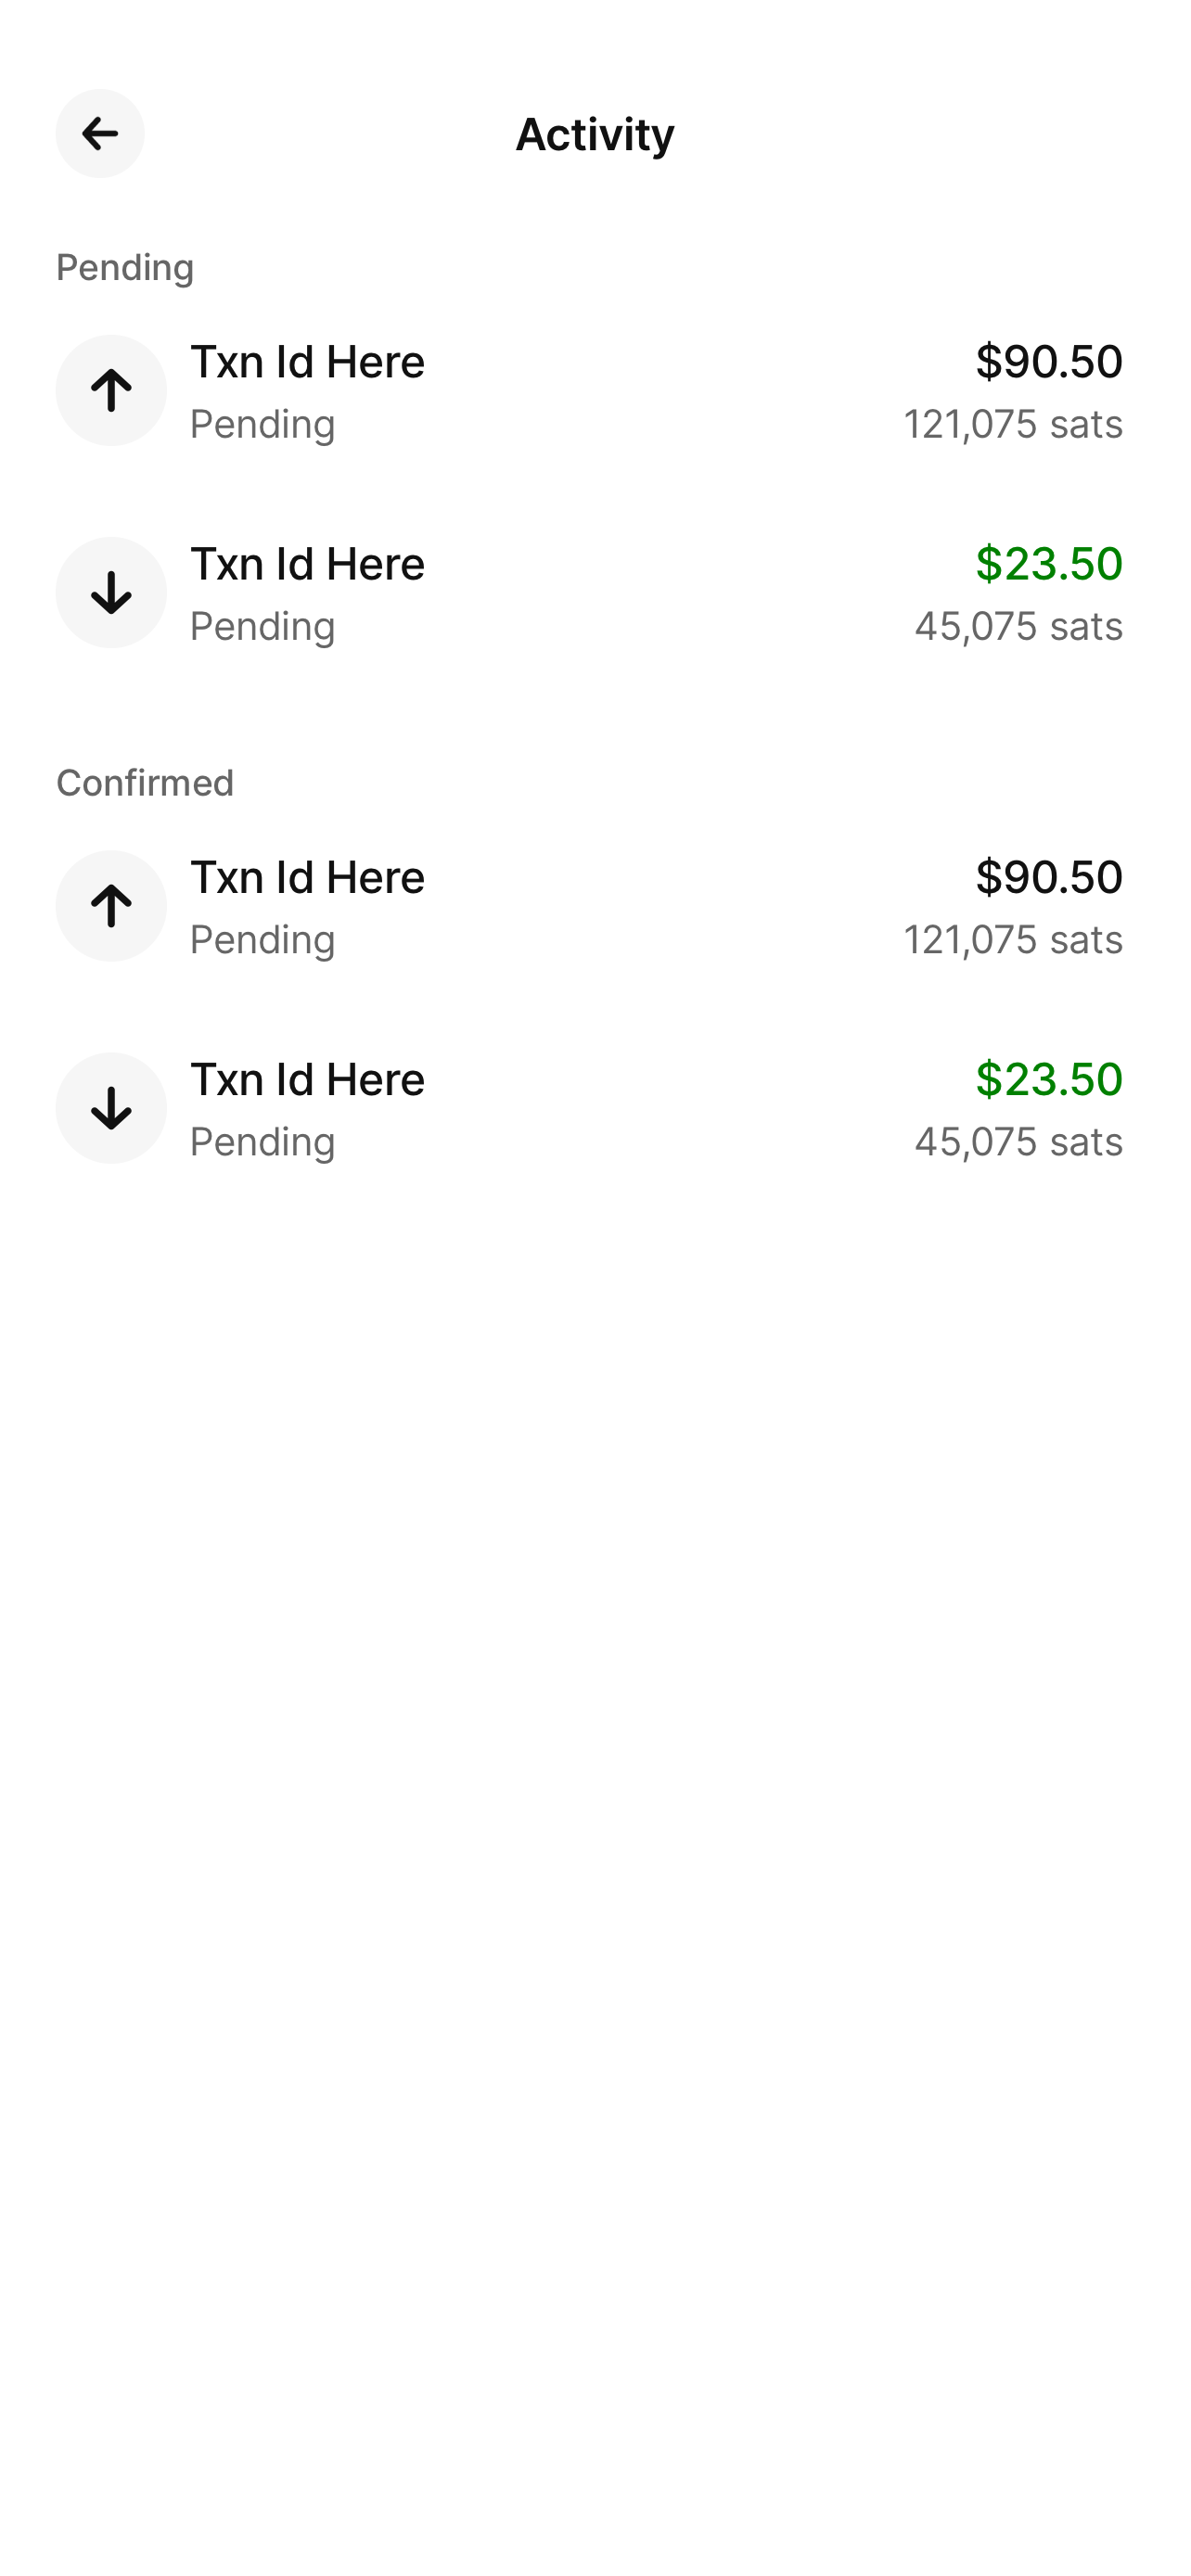 Activity
Pending
Txn Id Here
$90.50
Pending
121,075 sats
Txn Id Here
$23.50
Pending
45,075 sats
Confirmed
Txn Id Here
$90.50
Pending
121,075 sats
Txn Id Here
$23.50
Pending
45,075 sats